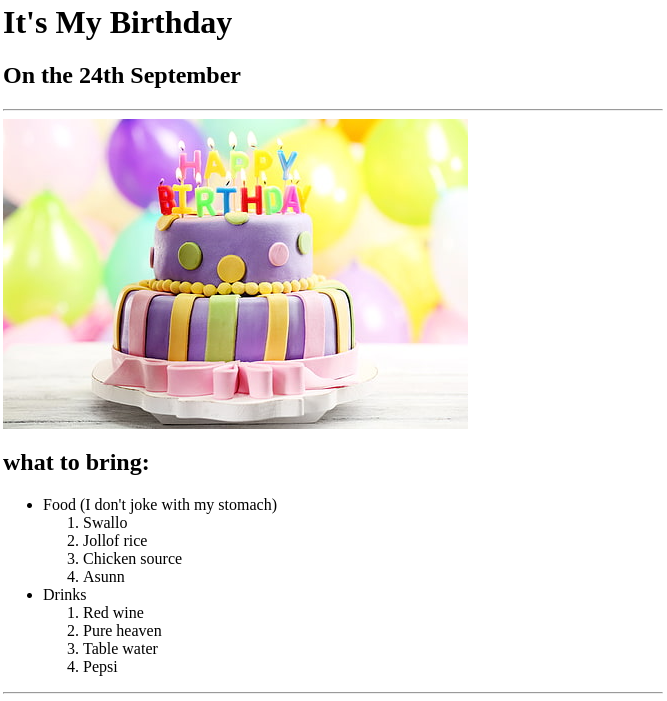 It's My Birthday
On the 24th September
HAPPY
BIRTHDAY
what to bring:
Food (I don't joke with my stomach)
1. Swallo
2. Jollof rice
3. Chicken source
4. Asunn
Drinks
1. Red wine
2. Pure heaven
3. Table water
4. Pepsi